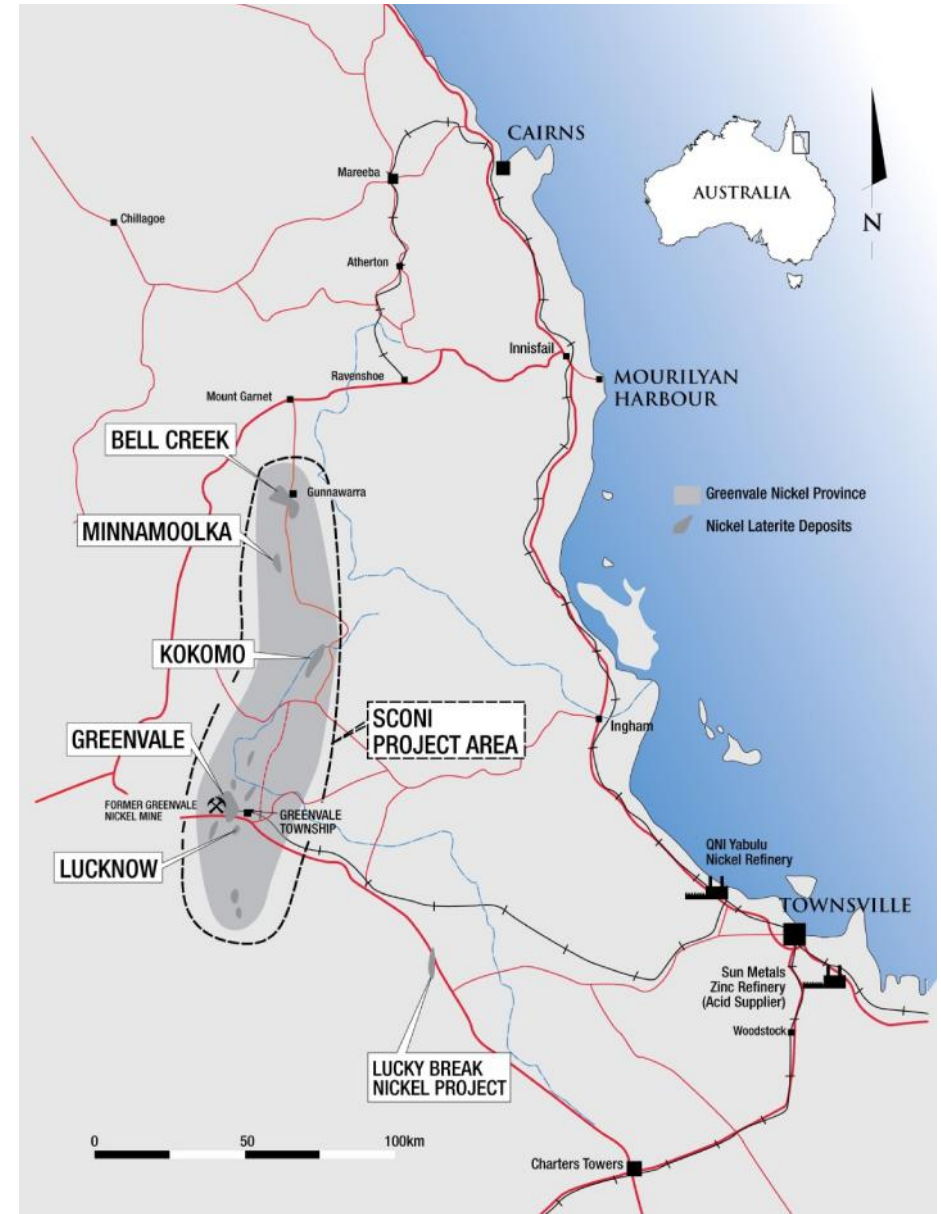 CAIRNS
Mareeba
AUSTRALIA
N
Chillagoe
Atherton
Innisfail
Ravenshoe
MOURILYAN
HARBOUR
Mount Garnet
BELL CREEK
Gunnawarra
Greenvale Nickel Province
MINNAMOOLKA
Nickel Laterite Deposits
KOKOMO
SCONI
PROJECT AREA
Ingham
GREENVALE
FORMER GREENVALE
NICKEL MINE
GREENVALE
TOWNSHIP
LUCKNOW
QNI Yabulu
Nickel Refinery
TOWNSVILLE
Sun Metals
Zinc Refinery
(Acid Supplier)
Woodstock
LUCKY BREAK
NICKEL PROJECT
0 50 100km
Charters Towers